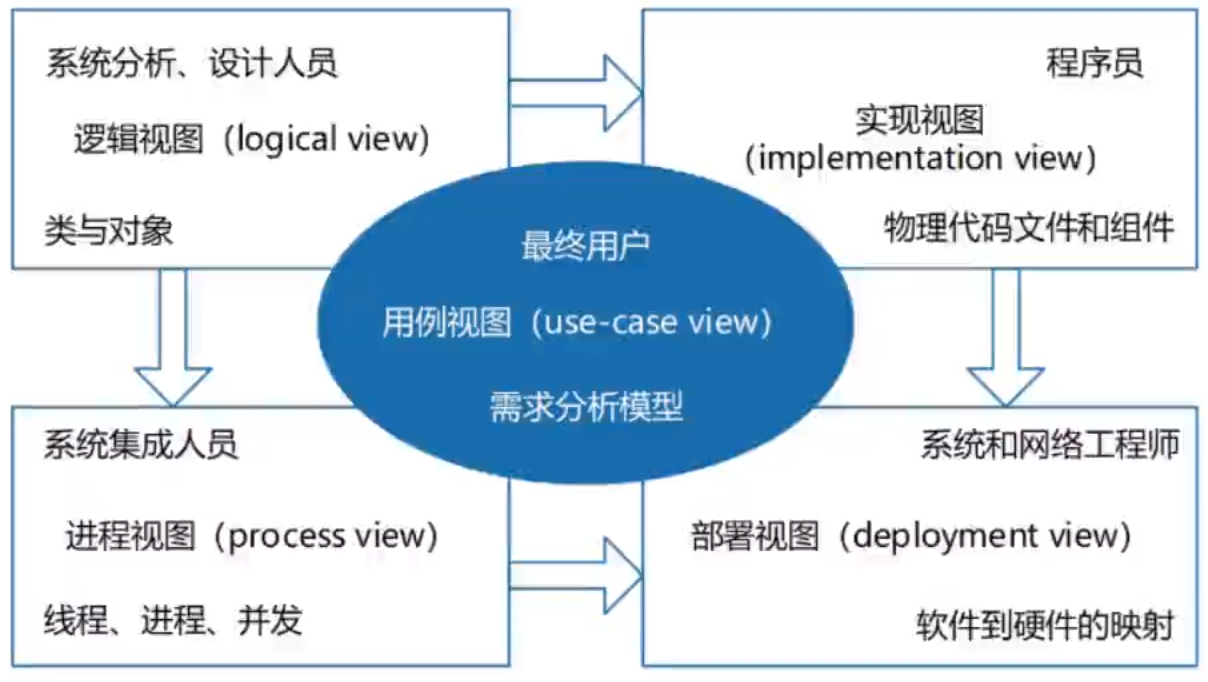 系统分析、设计人员
逻辑视图（logical view）
类与对象
程序员
实现视图
（implementation view）
物理代码文件和组件
最终用户
用例视图（use-case view）
需求分析模型
系统集成人员
进程视图（process view）
线程、进程、并发
系统和网络工程师
部署视图（deployment view）
软件到硬件的映射